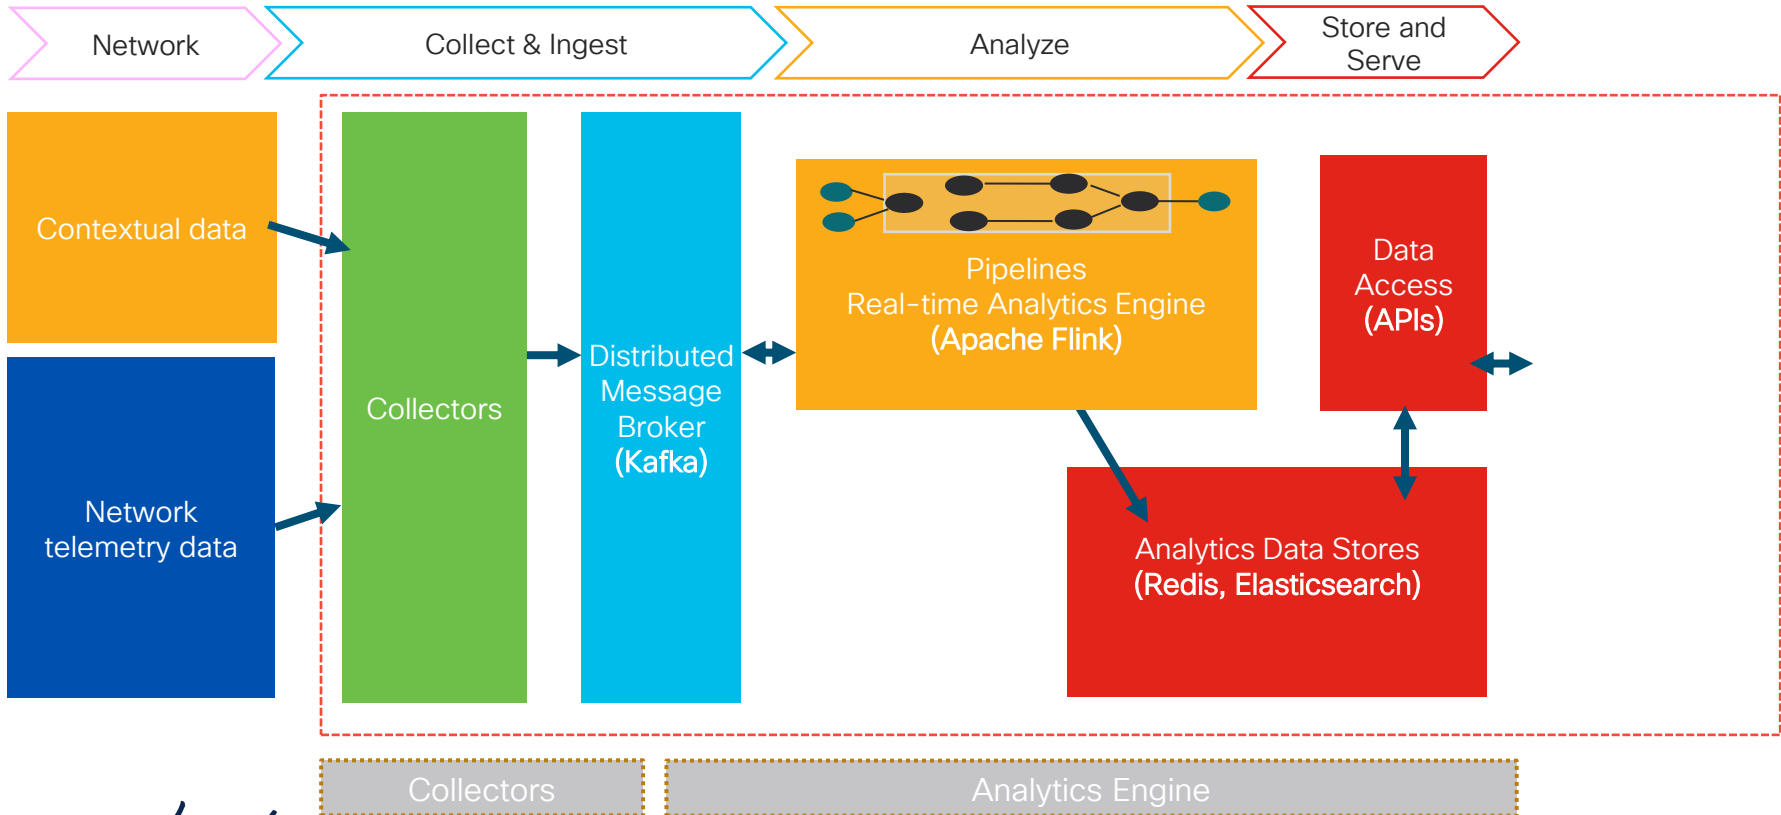 Network
Collect & Ingest
Analyze
Store and
Serve
Contextual data
Network
telemetry data
Collectors
Distributed
Message
Broker
(Kafka)
Pipelines
Real-time Analytics Engine
(Apache Flink)
Data
Access
(APIs)
Analytics Data Stores
(Redis, Elasticsearch)
Collectors
Analytics Engine